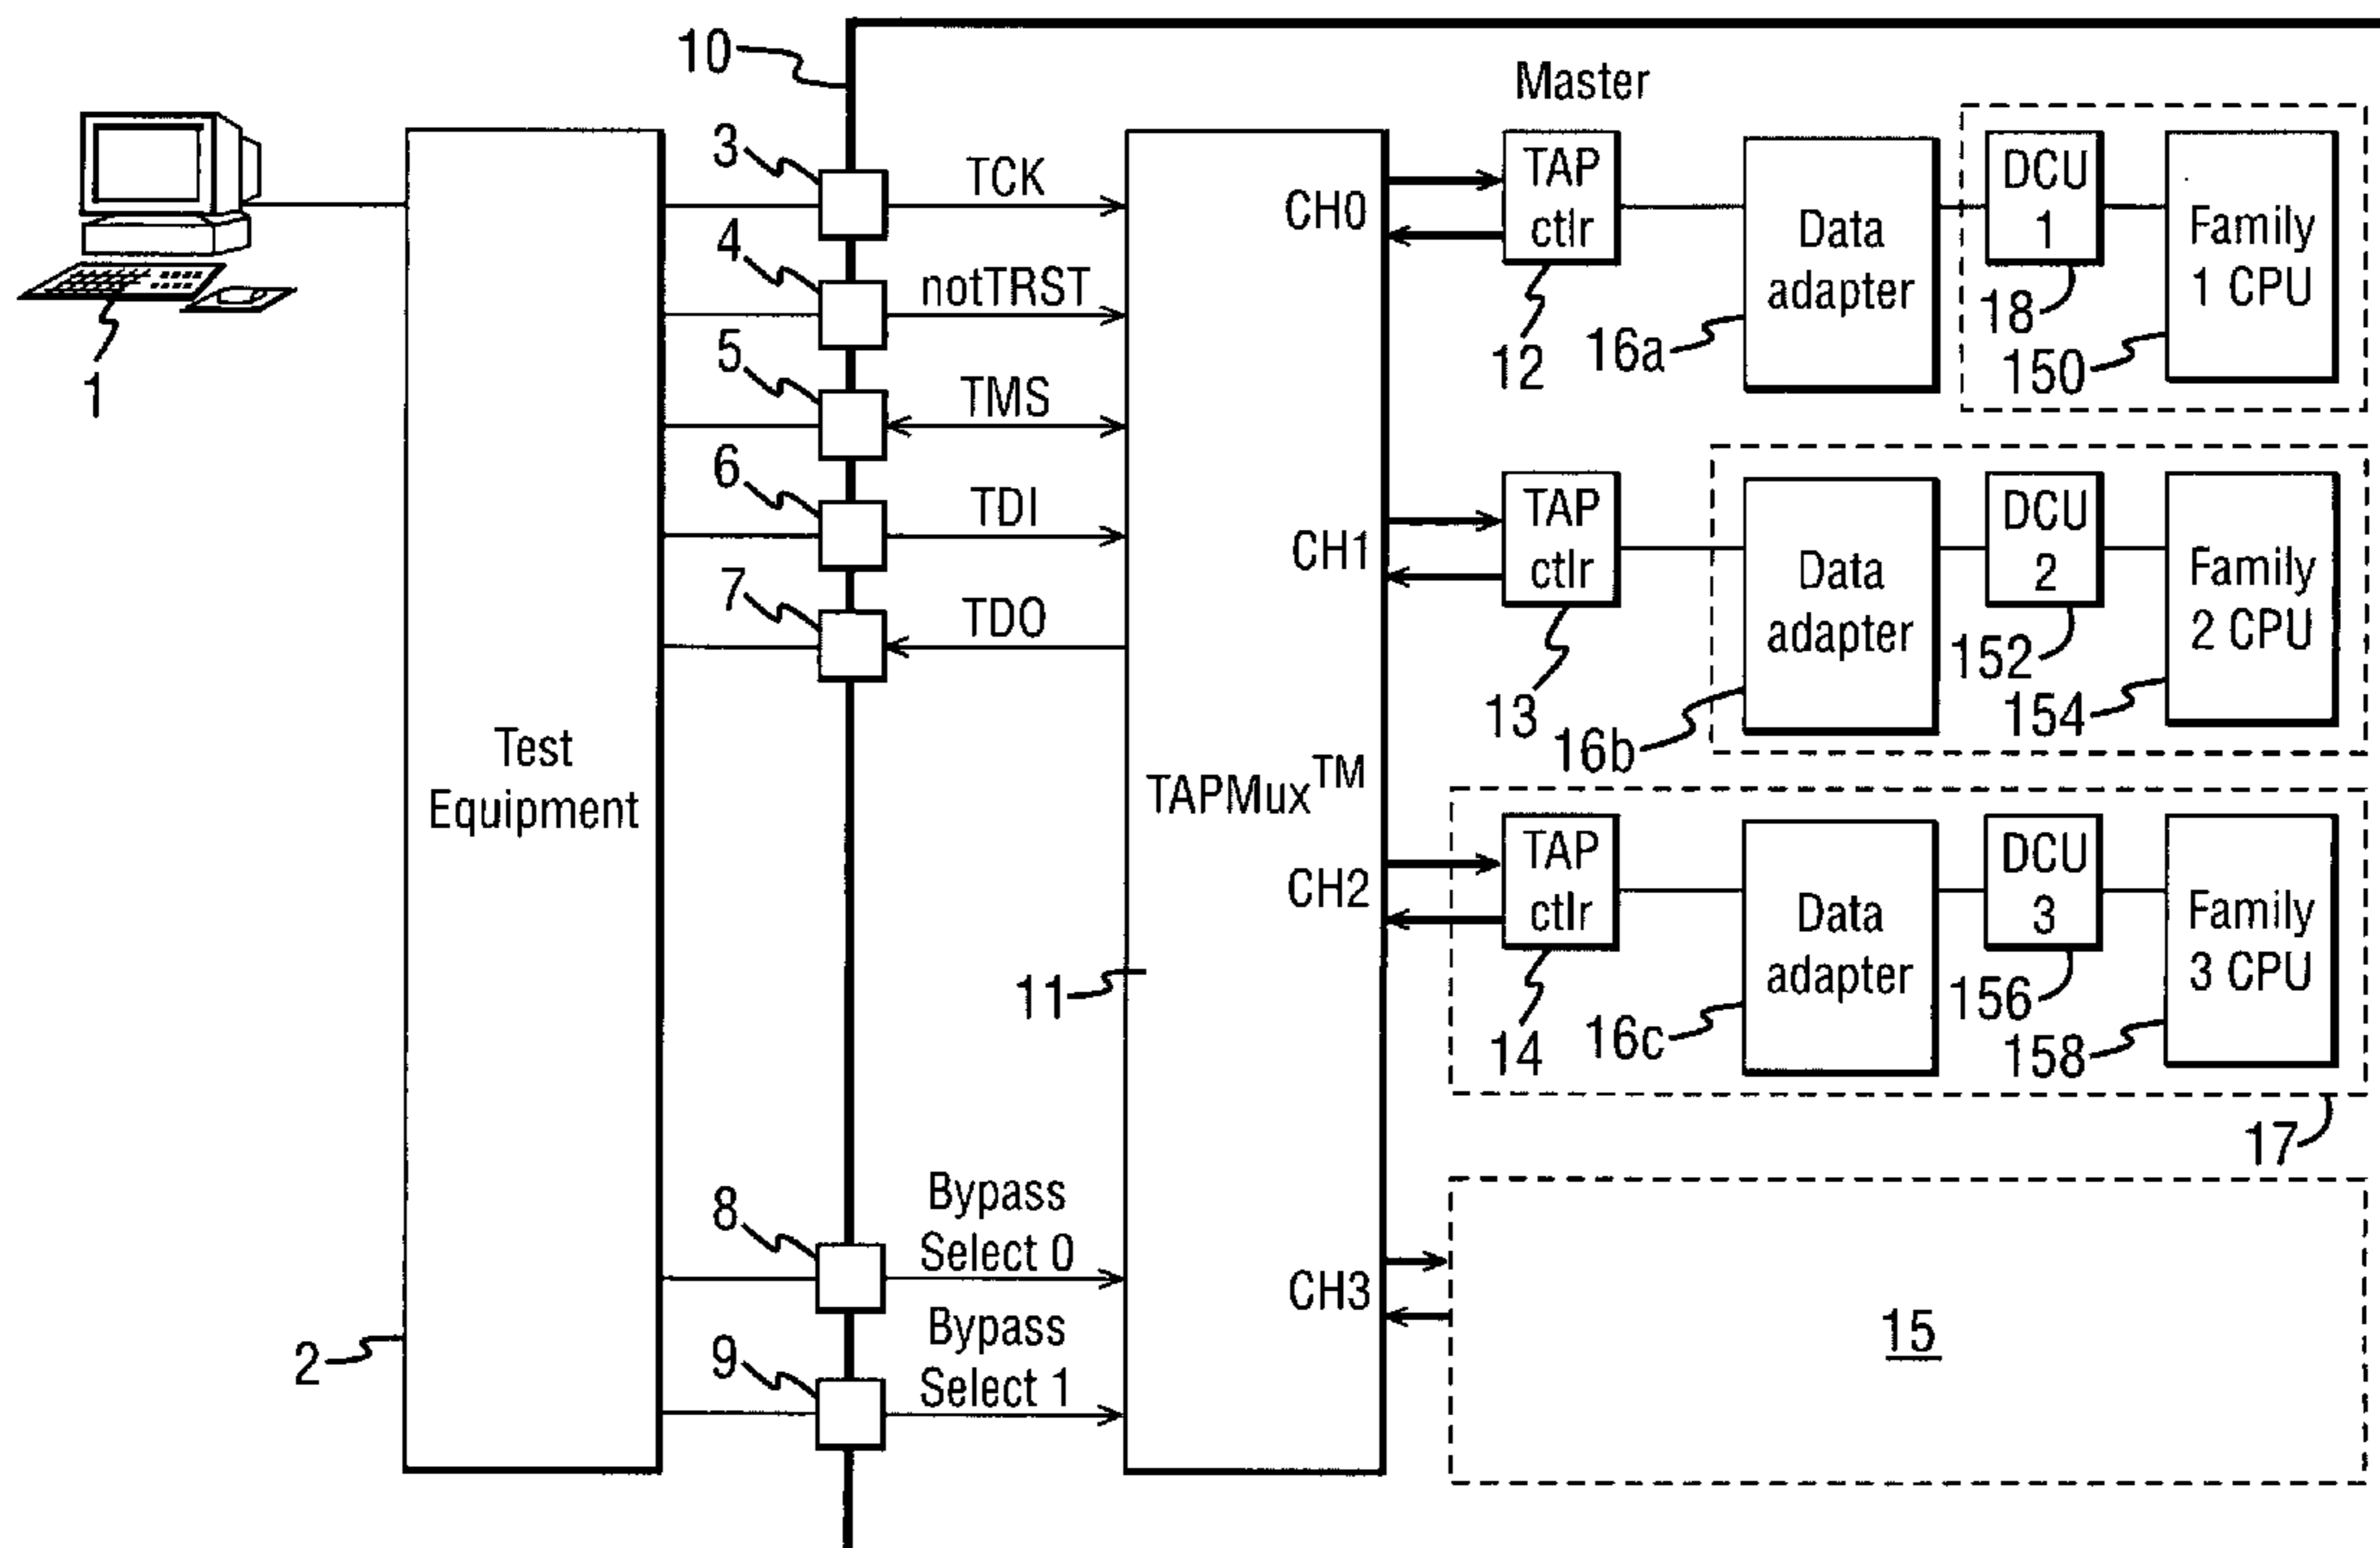 10
Master
3
TCK
TAP
ctlr
DCU
1
CH0
Data
adapter
Family
1 CPU
4
notTRST
18
12
16a
150
1
5
TMS
6
TDI
CH1
TAP
ctlr
Data
adapter
DCU
2
Family
2 CPU
7
TDO
152
13
16b
154
Test
Equipment
TAPMux™
CH2
TAP
ctlr
Data
adapter
DCU
3
Family
3 CPU
11
156
14
16c
158
17
8
Bypass
Select 0
CH3
15
2
9
Bypass
Select 1